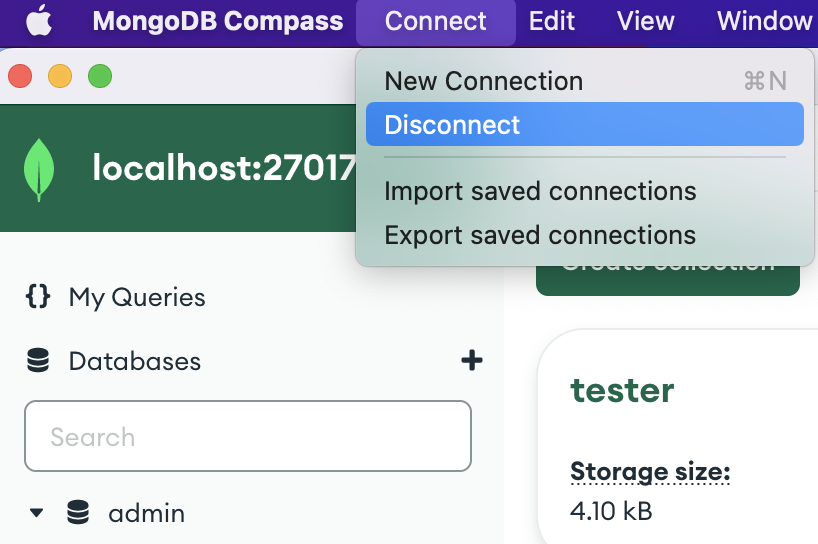 MongoDB Compass Connect Edit View Window
New Connection ⌘N
Disconnect
Import saved connections
Export saved connections
localhost:27017
Create collection
{} My Queries
Databases +
Search
admin
tester
Storage size:
4.10 kB